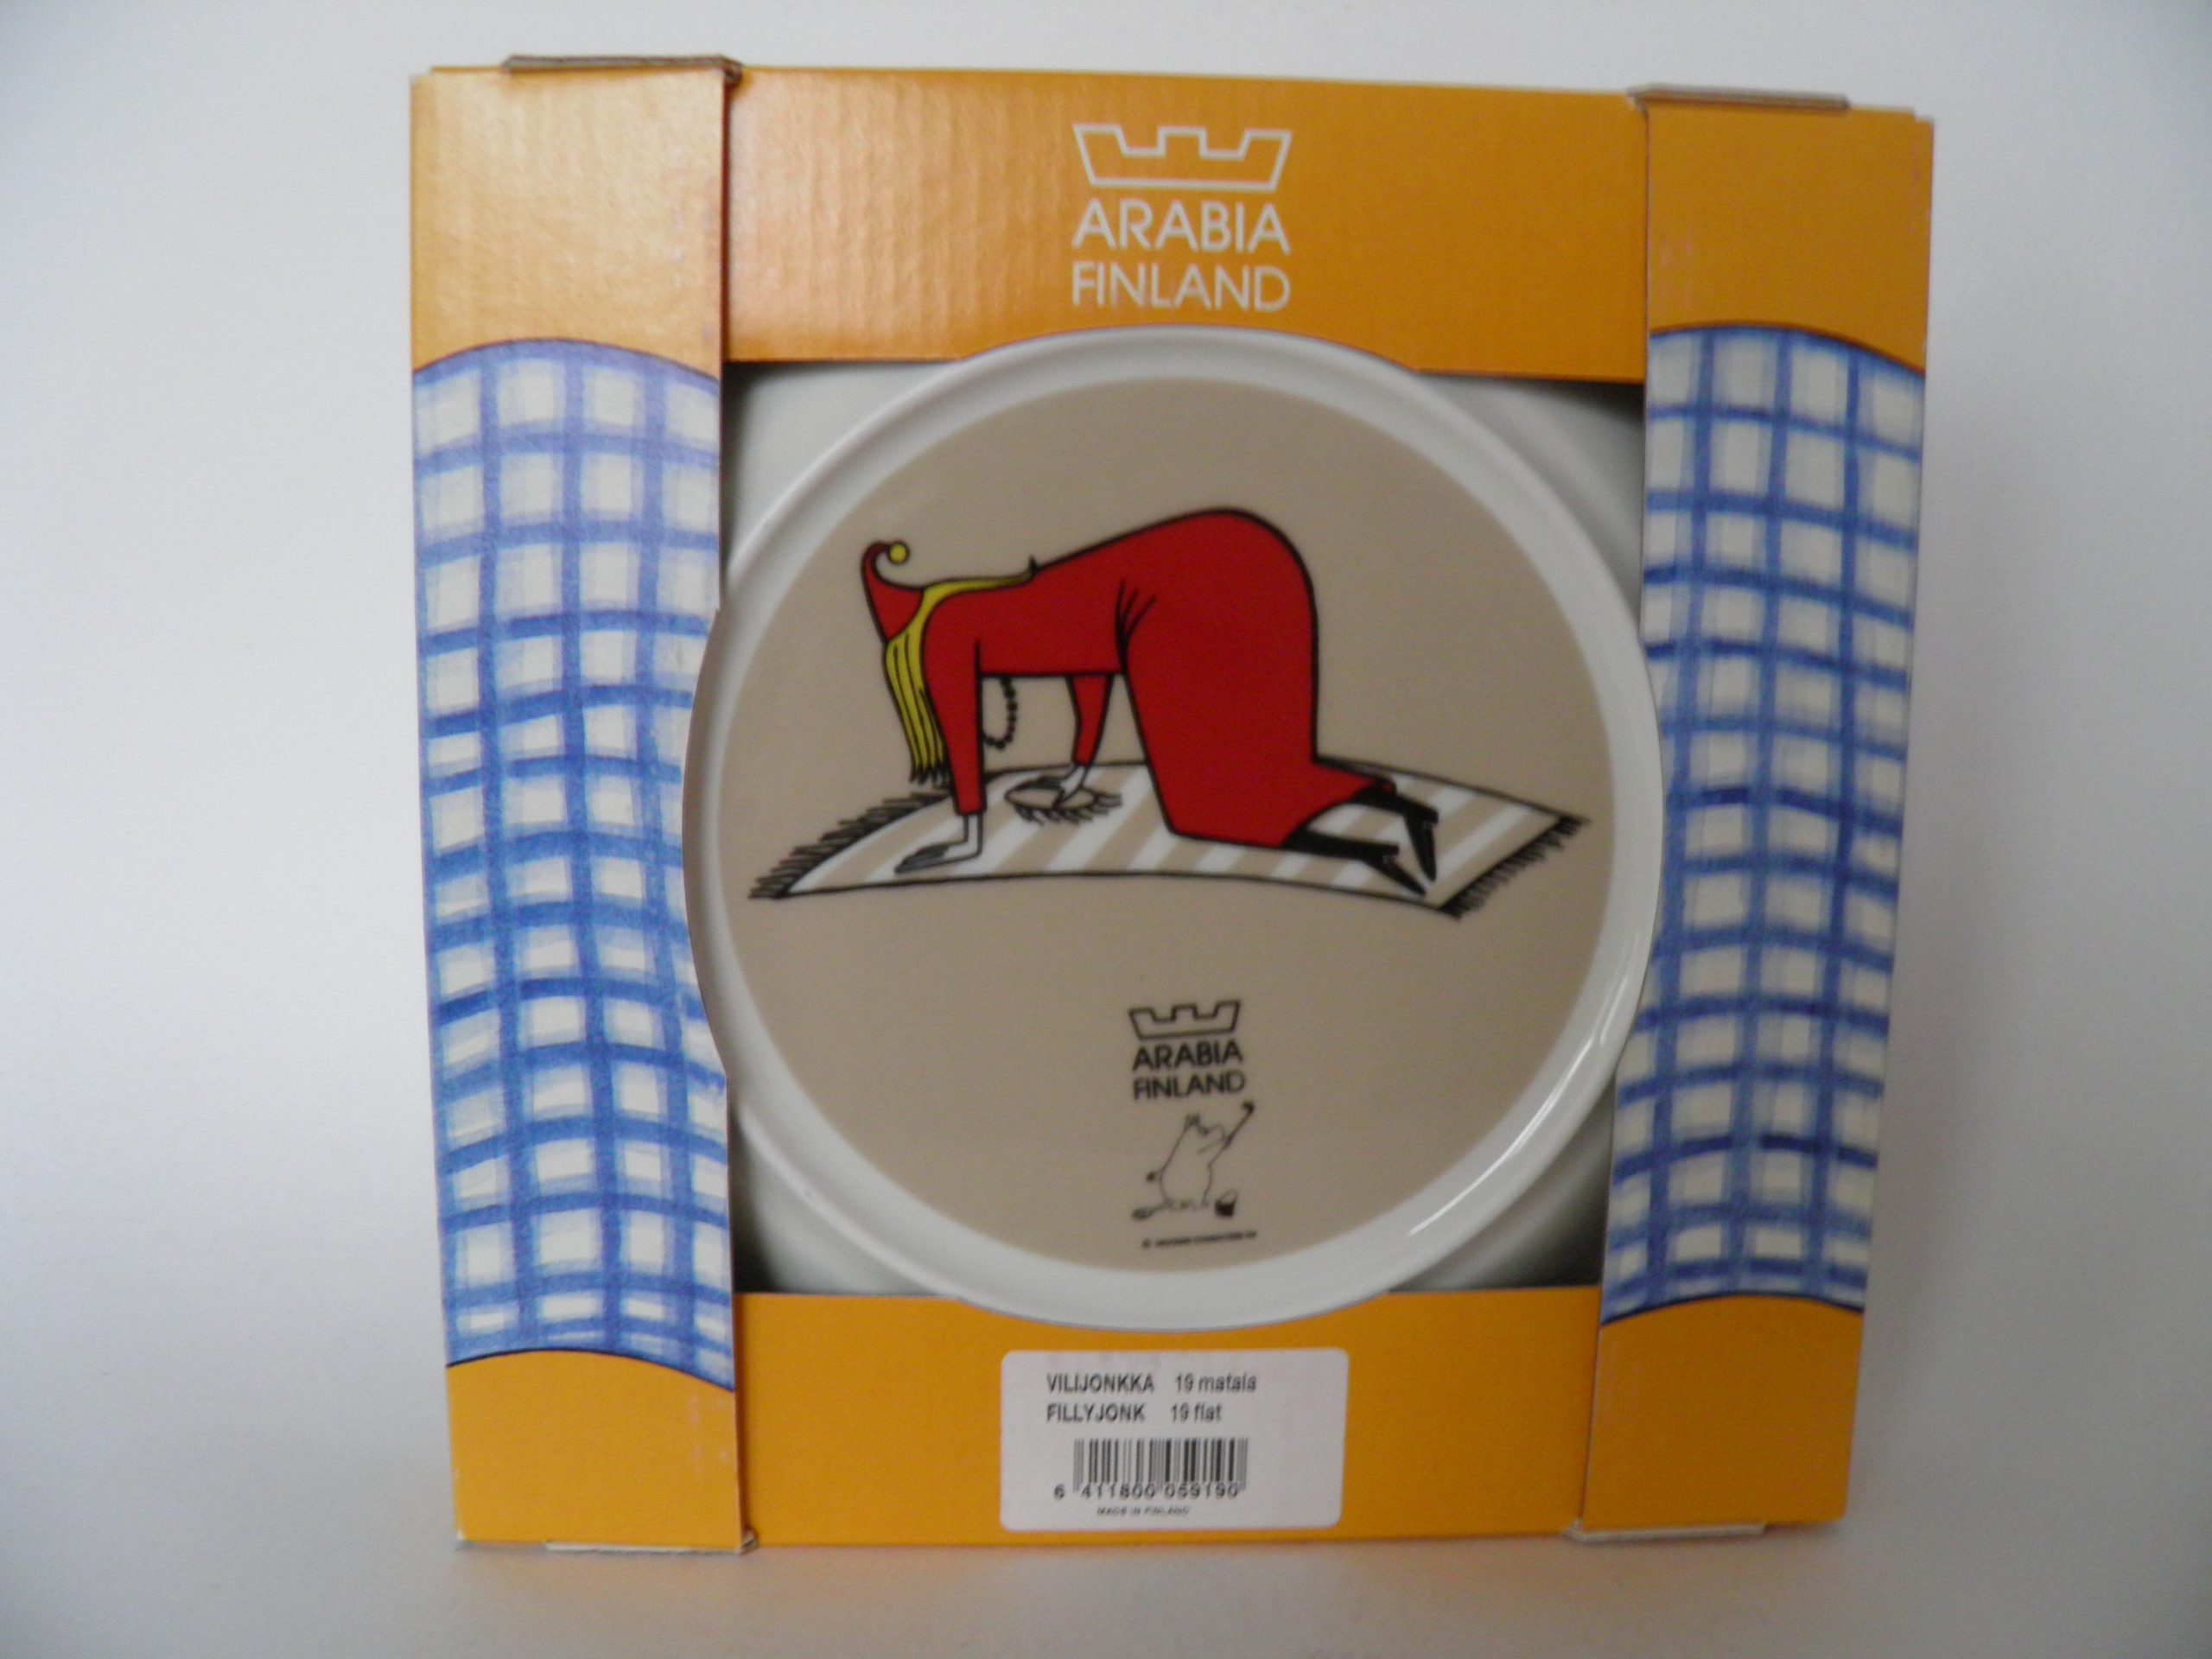 ARABIA
FINLAND
ARABIA
FINLAND
VILIJONKKA 19 matala
FILLYJONK 19 flat
6 411800 059190
MADE IN FINLAND